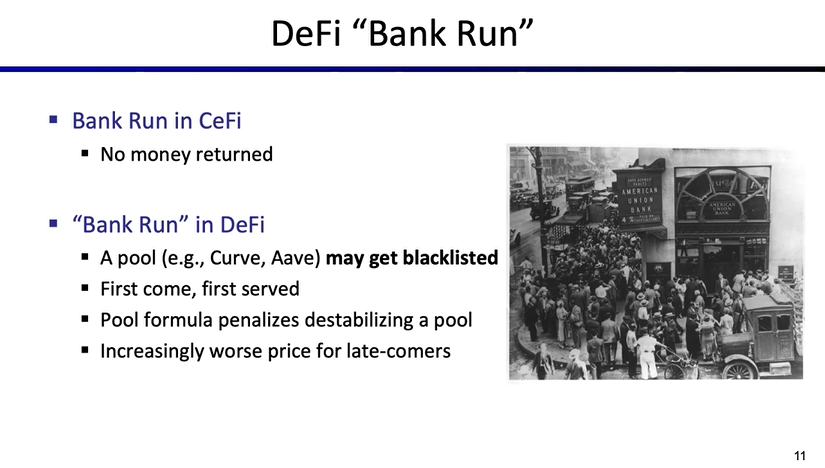 DeFi “Bank Run”
▪ Bank Run in CeFi
▪ No money returned
▪ “Bank Run” in DeFi
▪ A pool (e.g., Curve, Aave) may get blacklisted
▪ First come, first served
▪ Pool formula penalizes destabilizing a pool
▪ Increasingly worse price for late-comers
AMERICAN
UNION
BANK
AMERICAN
UNION
BANK
11